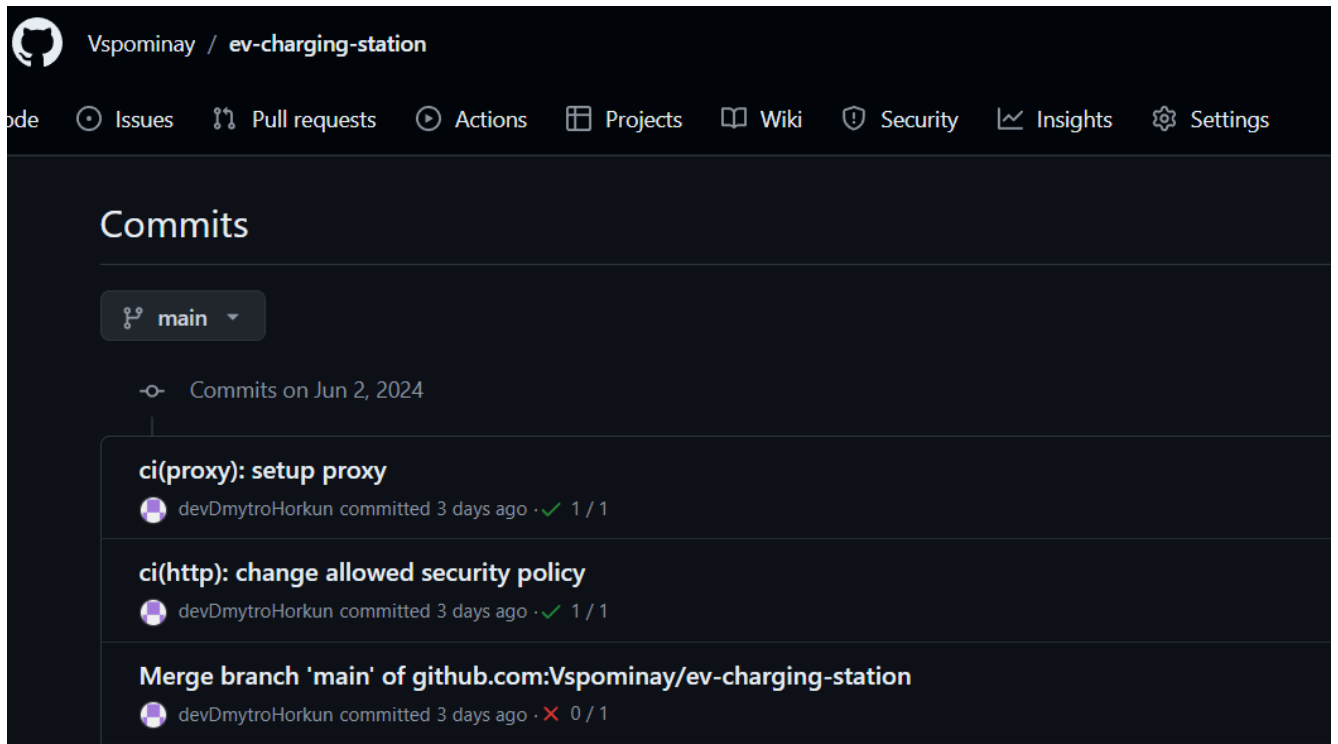 Vspominay / ev-charging-station
ode Issues Pull requests Actions Projects Wiki Security Insights Settings
Commits
main
Commits on Jun 2, 2024
ci(proxy): setup proxy
devDmytroHorkun committed 3 days ago · 1 / 1
ci(http): change allowed security policy
devDmytroHorkun committed 3 days ago · 1 / 1
Merge branch 'main' of github.com:Vspominay/ev-charging-station
devDmytroHorkun committed 3 days ago · 0 / 1